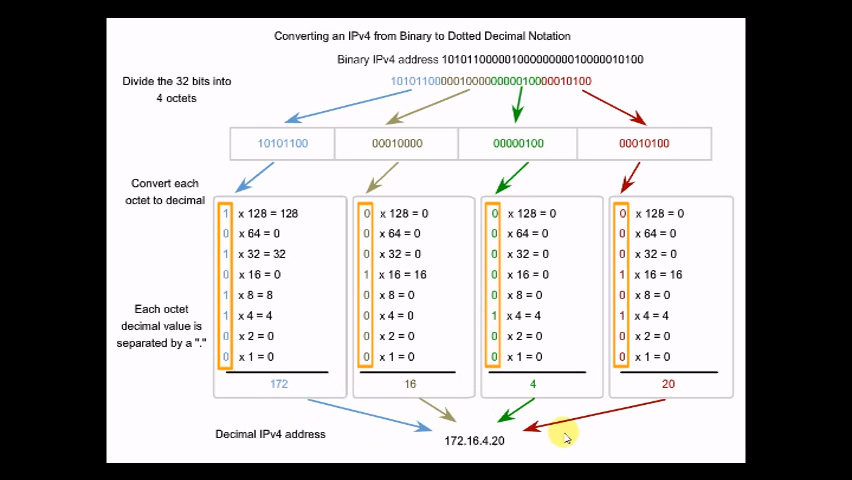 Converting an IPv4 from Binary to Dotted Decimal Notation
Binary IPv4 address 10101100000100000000010000010100
Divide the 32 bits into
4 octets
10101100000100000000010000010100
10101100 00010000 00000100 00010100
Convert each
octet to decimal
1 x 128 = 128
0 x 64 = 0
1 x 32 = 32
0 x 16 = 0
1 x 8 = 8
1 x 4 = 4
0 x 2 = 0
0 x 1 = 0
172
0 x 128 = 0
0 x 64 = 0
0 x 32 = 0
1 x 16 = 16
0 x 8 = 0
0 x 4 = 0
0 x 2 = 0
0 x 1 = 0
16
0 x 128 = 0
0 x 64 = 0
0 x 32 = 0
0 x 16 = 0
0 x 8 = 0
1 x 4 = 4
0 x 2 = 0
0 x 1 = 0
4
0 x 128 = 0
0 x 64 = 0
0 x 32 = 0
1 x 16 = 16
0 x 8 = 0
1 x 4 = 4
0 x 2 = 0
0 x 1 = 0
20
Each octet
decimal value is
separated by a "."
Decimal IPv4 address
172.16.4.20